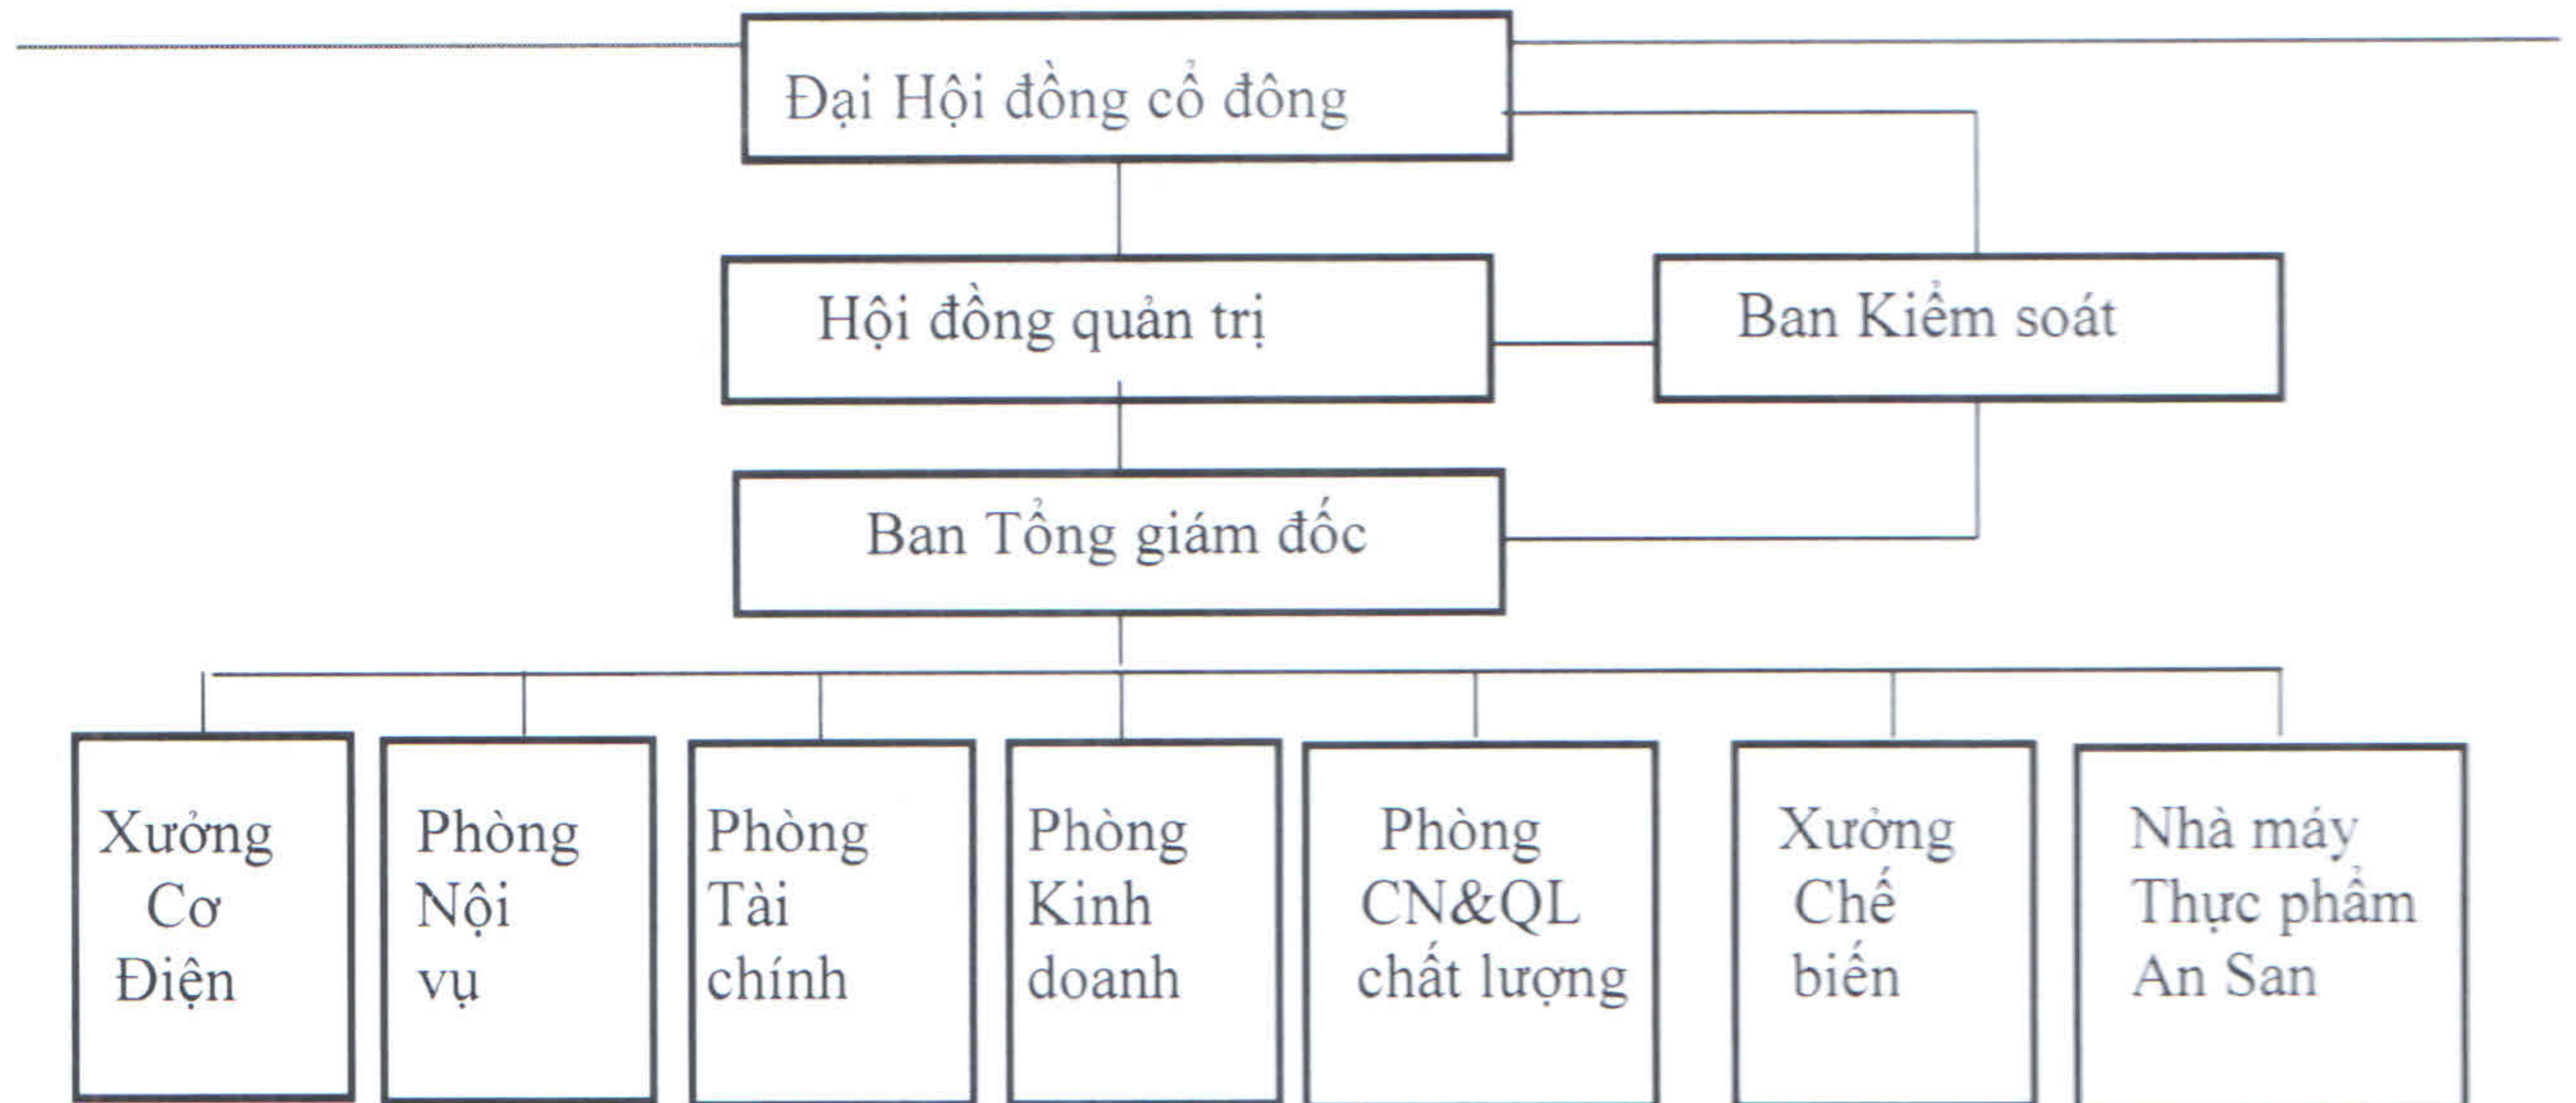 Đại Hội đồng cổ đông
Hội đồng quản trị
Ban Kiểm soát
Ban Tổng giám đốc
Xưởng
Cơ
Điện
Phòng
Nội
vụ
Phòng
Tài
chính
Phòng
Kinh
doanh
Phòng
CN&QL
chất lượng
Xưởng
Chế
biến
Nhà máy
Thực phẩm
An San